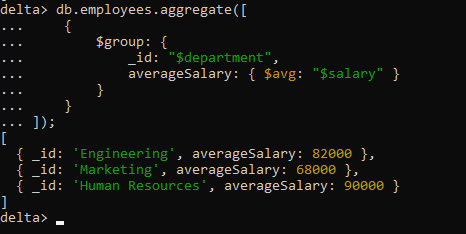 delta> db.employees.aggregate([
...     {
...         $group: {
...             _id: "$department",
...             averageSalary: { $avg: "$salary" }
...         }
...     }
... ]);
[
  { _id: 'Engineering', averageSalary: 82000 },
  { _id: 'Marketing', averageSalary: 68000 },
  { _id: 'Human Resources', averageSalary: 90000 }
]
delta> _